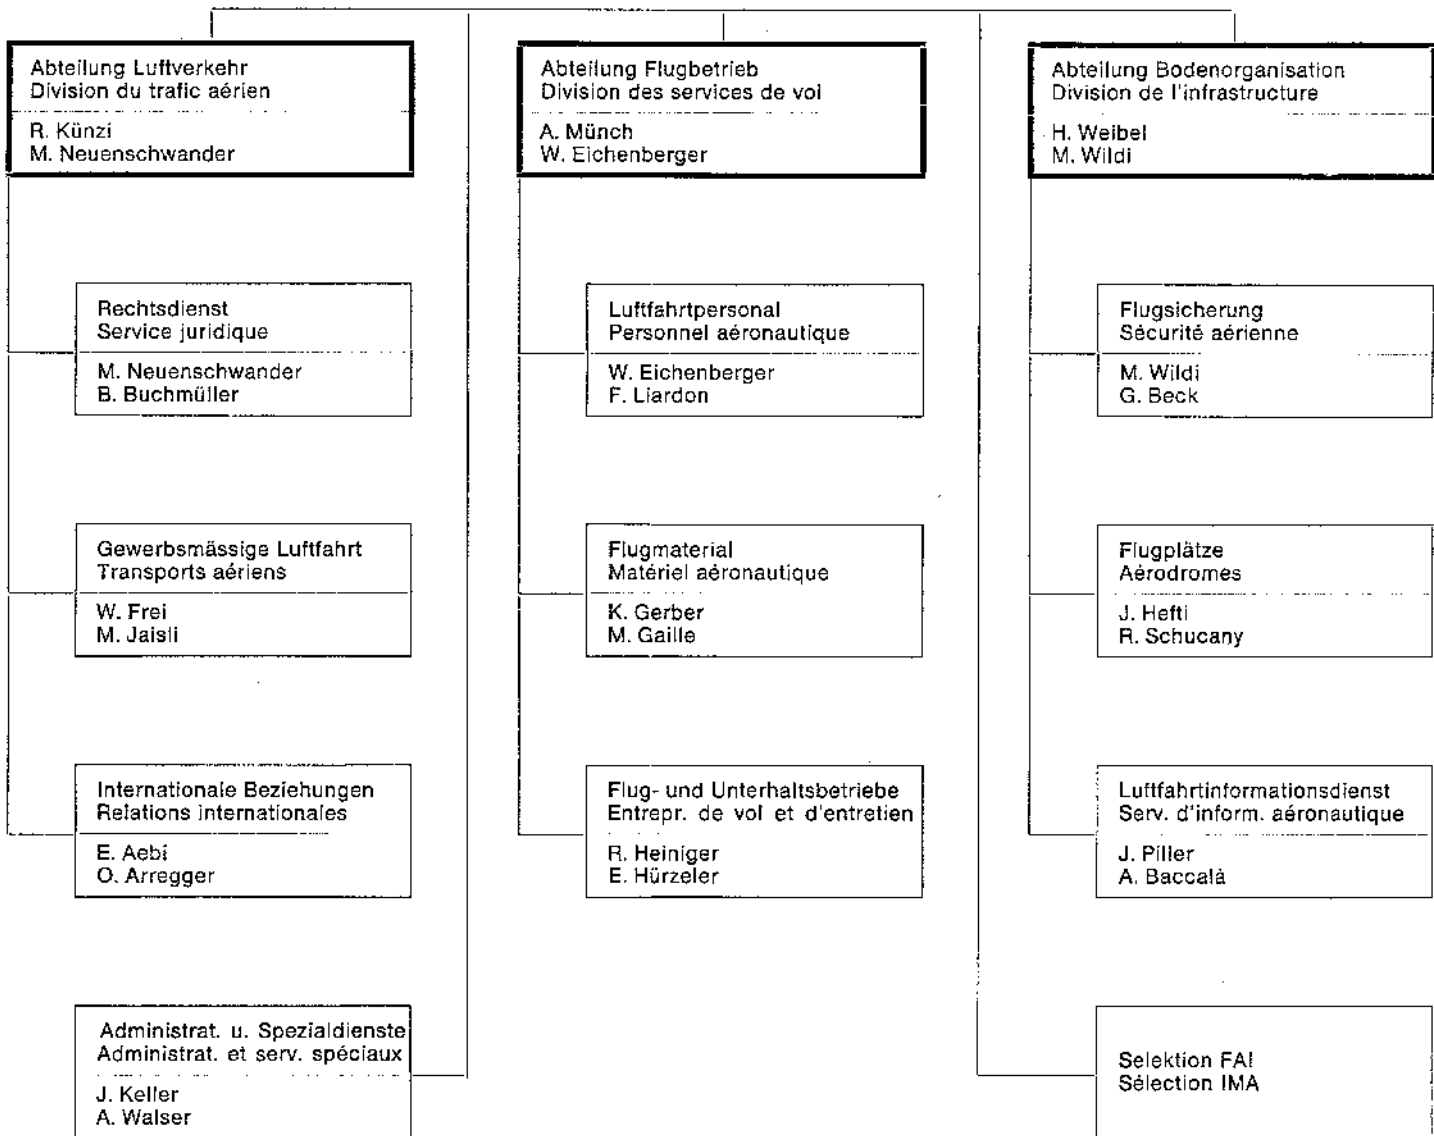 Abteilung Luftverkehr
Division du trafic aérien
R. Künzi
M. Neuenschwander
Abteilung Flugbetrieb
Division des services de vol
A. Münch
W. Eichenberger
Abteilung Bodenorganisation
Division de l'infrastructure
H. Weibel
M. Wildi
Rechtsdienst
Service juridique
M. Neuenschwander
B. Buchmüller
Luftfahrtpersonal
Personnel aéronautique
W. Eichenberger
F. Liardon
Flugsicherung
Sécurité aérienne
M. Wildi
G. Beck
Gewerbsmässige Luftfahrt
Transports aériens
W. Frei
M. Jaisli
Flugmaterial
Matériel aéronautique
K. Gerber
M. Gaille
Flugplätze
Aérodromes
J. Hefti
R. Schucany
Internationale Beziehungen
Relations internationales
E. Aebi
O. Arregger
Flug- und Unterhaltsbetriebe
Entrepr. de vol et d'entretien
R. Heiniger
E. Hürzeler
Luftfahrtinformationsdienst
Serv. d'inform. aéronautique
J. Piller
A. Baccalà
Administrat. u. Spezialdienste
Administrat. et serv. spéciaux
J. Keller
A. Walser
Selektion FAI
Sélection IMA